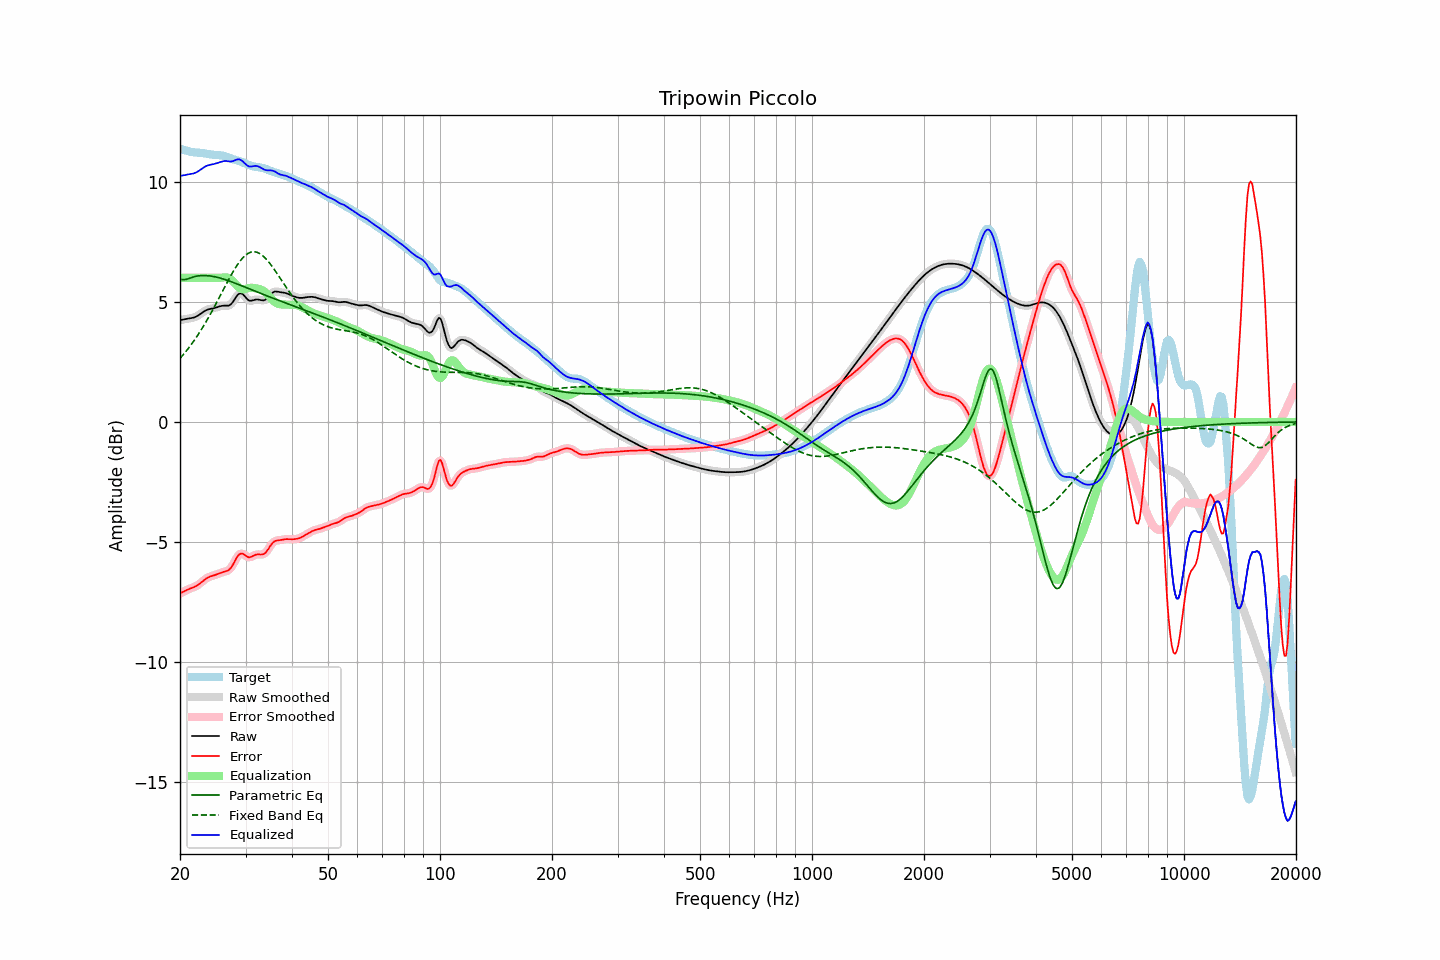 Tripowin Piccolo
Amplitude (dBr)
10
5
0
−5
−10
−15
Target
Raw Smoothed
Error Smoothed
Raw
Error
Equalization
Parametric Eq
Fixed Band Eq
Equalized
20 50 100 200 500 1000 2000 5000 10000 20000
Frequency (Hz)